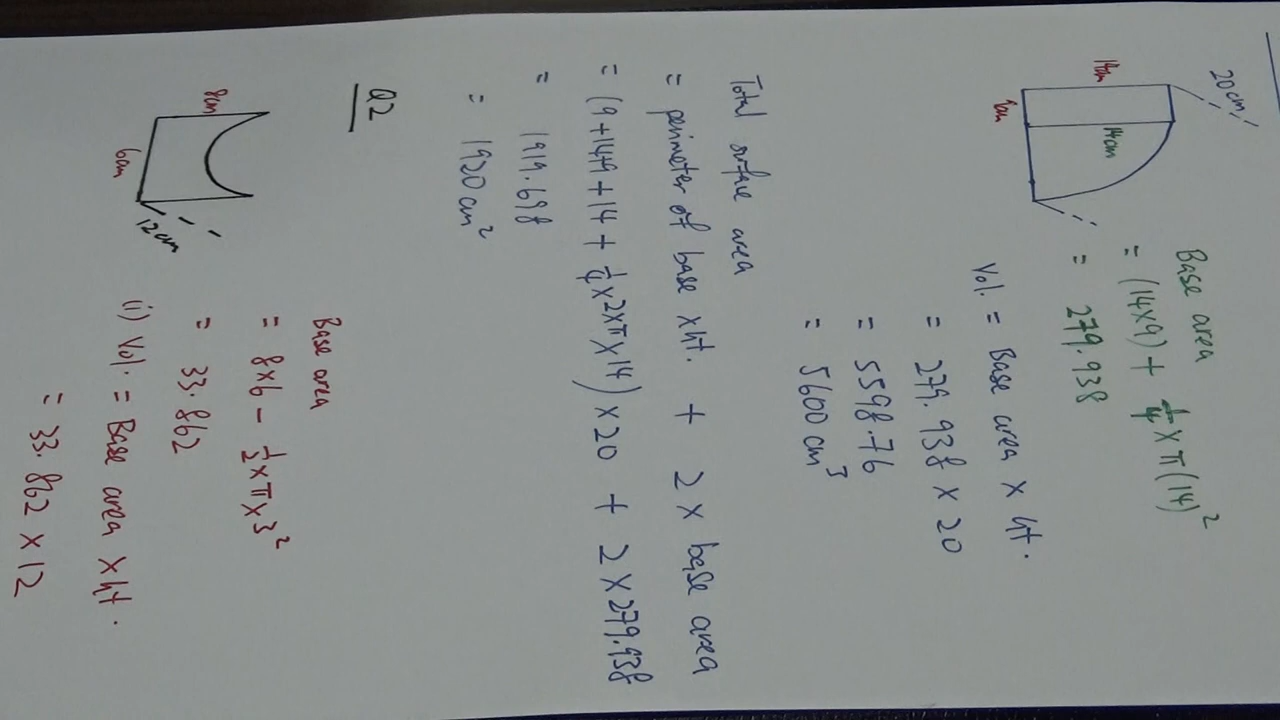 20cm
14cm
14cm
9cm
Base area
= (14×9) + 1/4 × π(14)²
= 279.938
Vol. = Base area × ht.
= 279.938 × 20
= 5598.76
= 5600 cm³
Total surface area
= perimeter of base × ht. + 2 × base area
= (9+14+9+14 + 1/4×2×π×14) × 20 + 2 × 279.938
= 1919.698
= 1920 cm²
Q2
8cm
6cm
12cm
Base area
= 8×6 − 1/2×π×3²
= 33.862
(i) Vol. = Base area × ht.
= 33.862 × 12